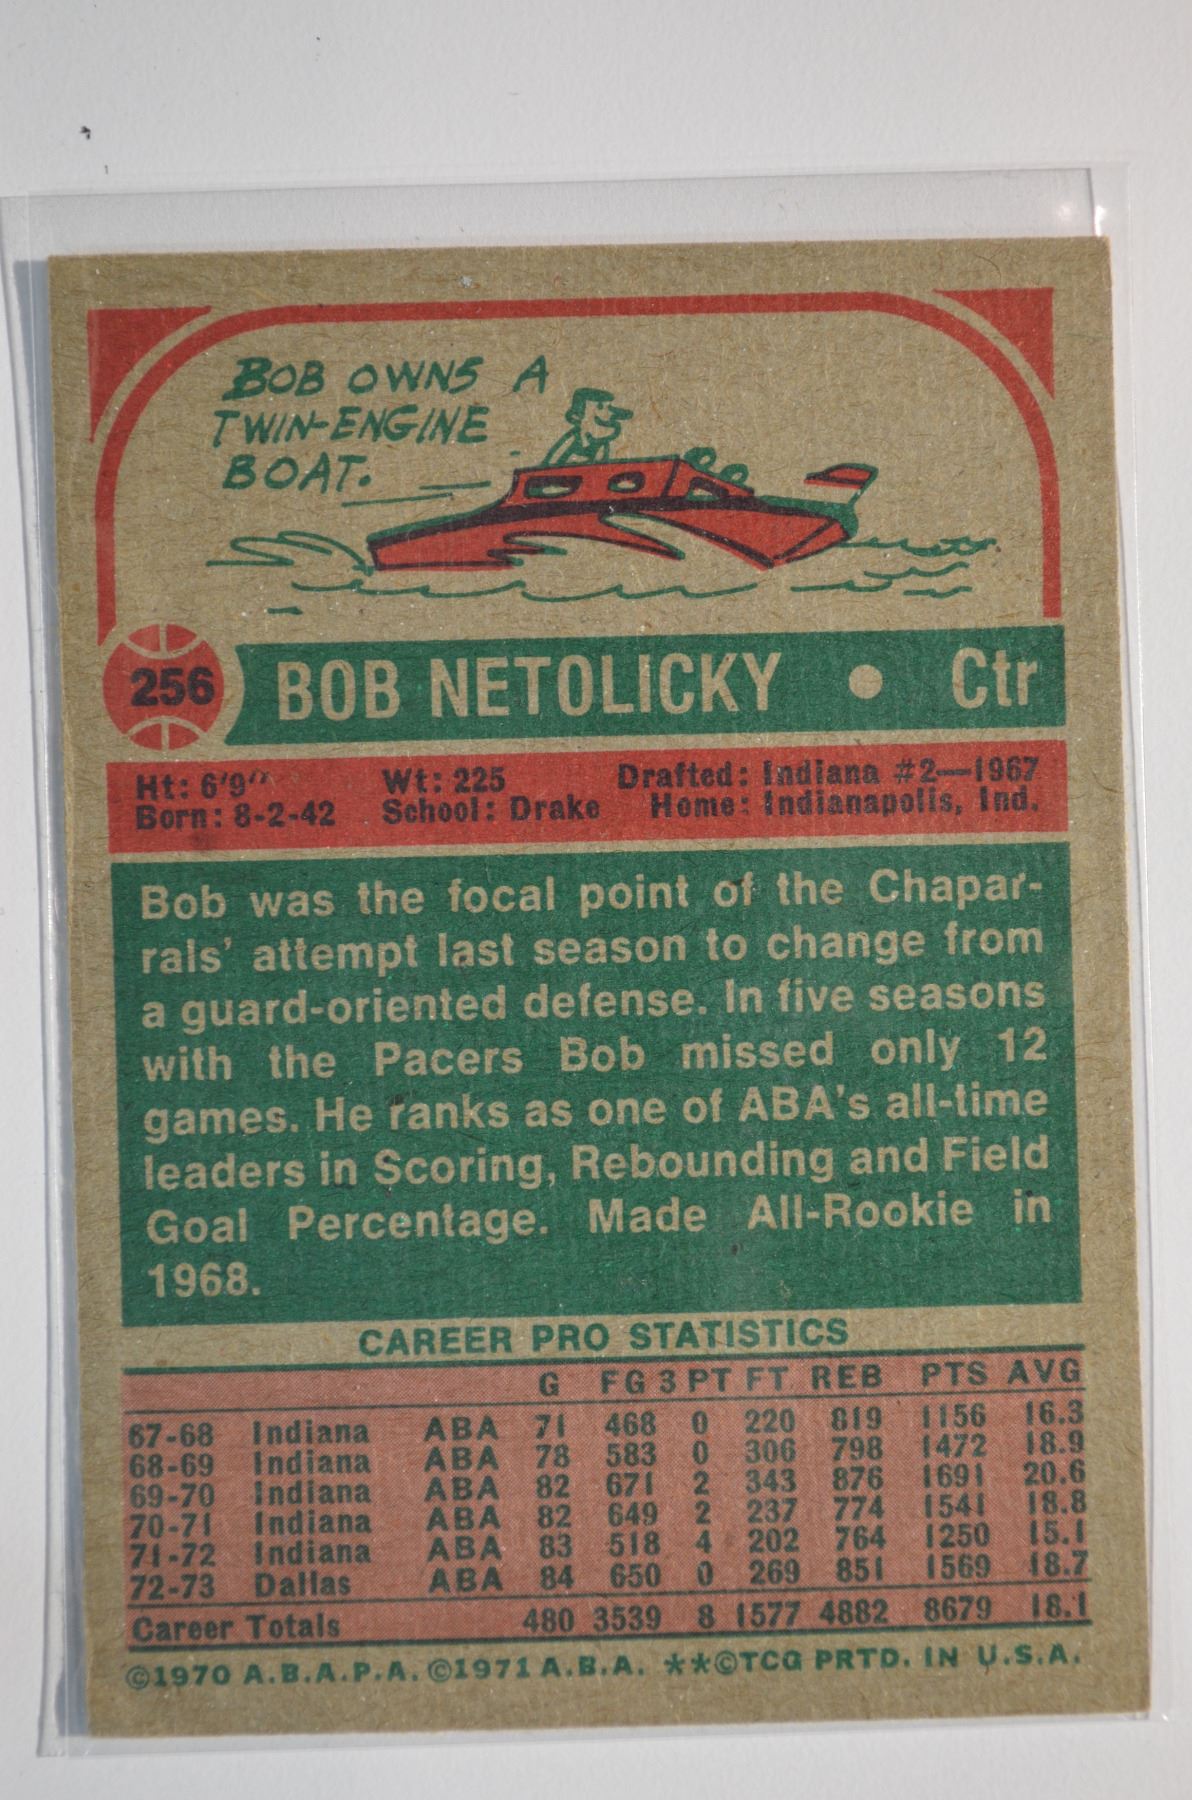 BOB OWNS A
TWIN-ENGINE
BOAT.
256 BOB NETOLICKY • Ctr
Ht: 6'9" Wt: 225 Drafted: Indiana #2—1967
Born: 8-2-42 School: Drake Home: Indianapolis, Ind.
Bob was the focal point of the Chapar-
rals' attempt last season to change from
a guard-oriented defense. In five seasons
with the Pacers Bob missed only 12
games. He ranks as one of ABA's all-time
leaders in Scoring, Rebounding and Field
Goal Percentage. Made All-Rookie in
1968.
CAREER PRO STATISTICS
G FG 3 PT FT REB PTS AVG
67-68 Indiana ABA 71 468 0 220 819 1156 16.3
68-69 Indiana ABA 78 583 0 306 798 1472 18.9
69-70 Indiana ABA 82 671 2 343 876 1691 20.6
70-71 Indiana ABA 82 649 2 237 774 1541 18.8
71-72 Indiana ABA 83 518 4 202 764 1250 15.1
72-73 Dallas ABA 84 650 0 269 851 1569 18.7
Career Totals 480 3539 8 1577 4882 8679 18.1
©1970 A.B.A.P.A. ©1971 A.B.A. **©TCG PRTD. IN U.S.A.